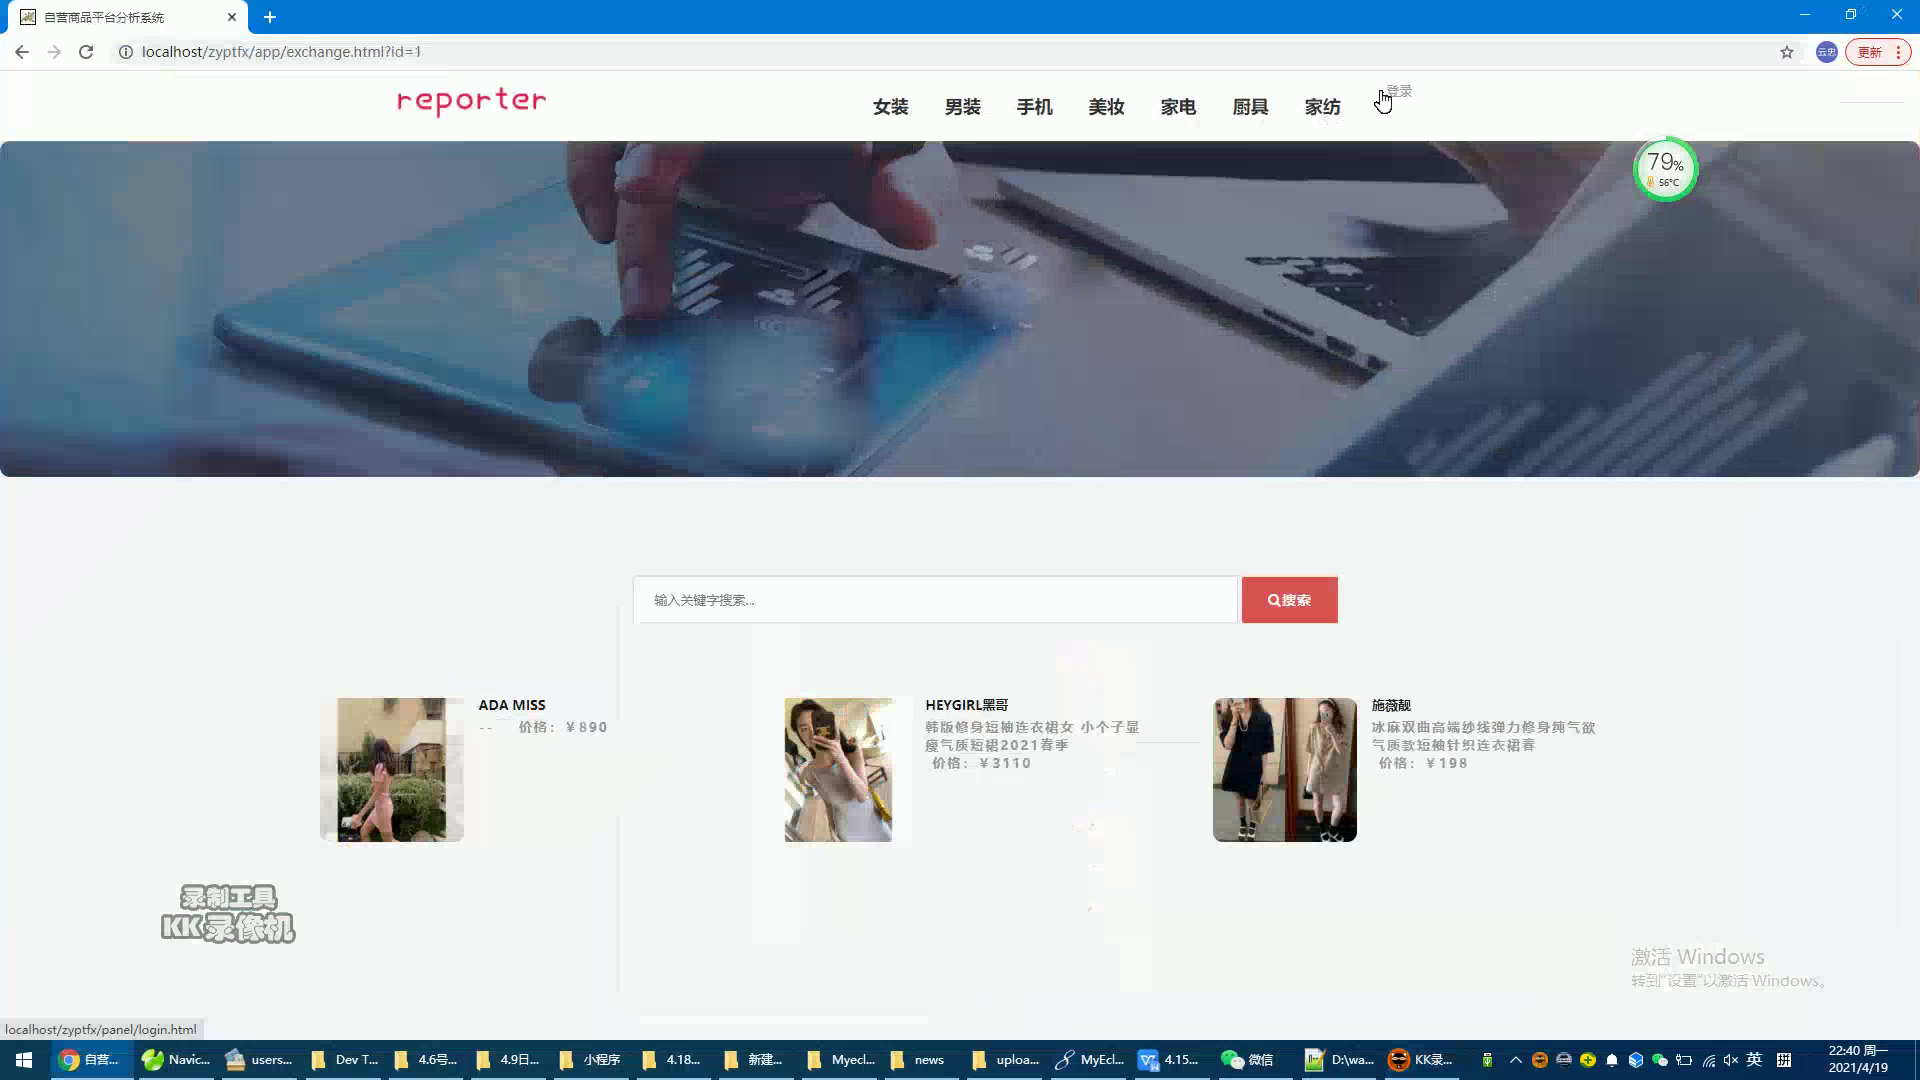 自营商品平台分析系统
localhost/zyptfx/app/exchange.html?id=1
云忠
更新
reporter
女装 男装 手机 美妆 家电 厨具 家纺
登录
79%
56°C
输入关键字搜索...
搜索
ADA MISS
-- 价格：￥890
HEYGIRL黑哥
韩版修身短袖连衣裙女 小个子显
瘦气质短裙2021春季
价格：￥3110
施薇靓
冰麻双曲高端纱线弹力修身纯气欲
气质款短袖针织连衣裙春
价格：￥198
录制工具
KK录像机
激活 Windows
转到"设置"以激活 Windows。
localhost/zyptfx/panel/login.html
自营...
Navic...
users...
Dev T...
4.6号...
4.9日...
小程序
4.18...
新建...
Myecl...
news
uploa...
MyEcl...
4.15...
微信
D:\wa...
KK录...
英
拼
22:40 周一
2021/4/19